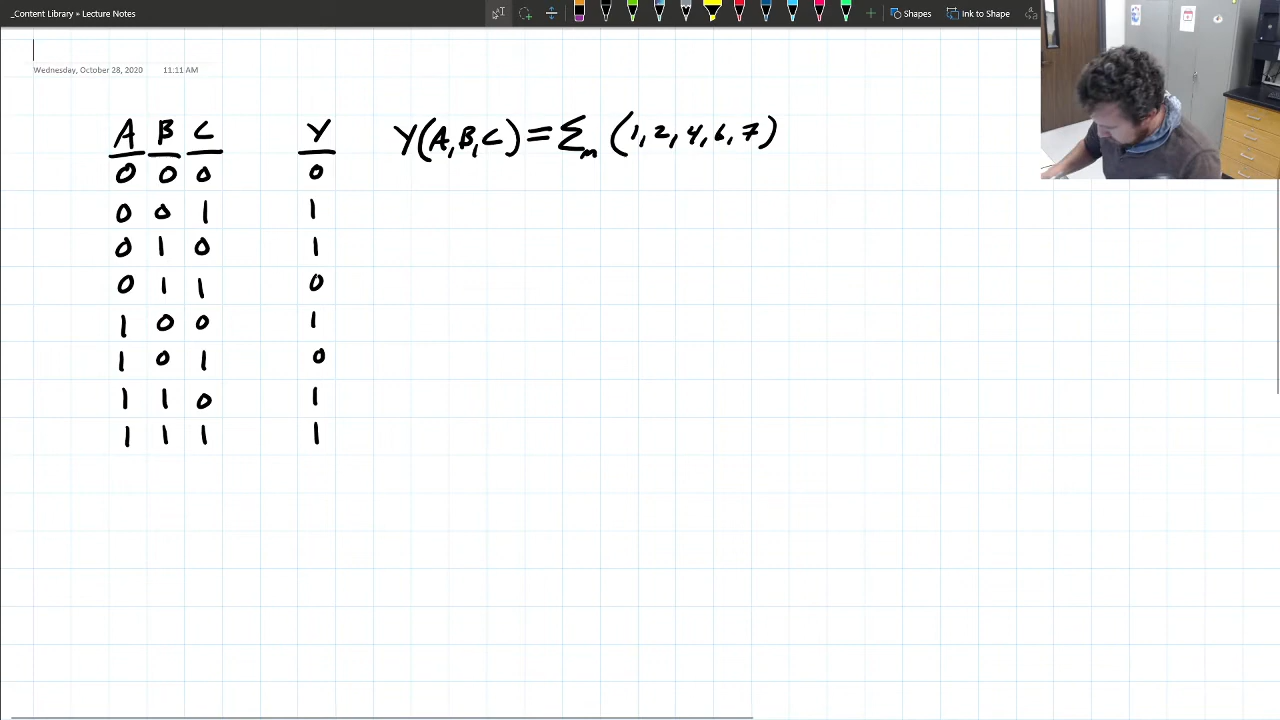 _Content Library » Lecture Notes
Shapes
Ink to Shape
Wednesday, October 28, 2020 11:11 AM
A B C Y
0 0 0 0
0 0 1 1
0 1 0 1
0 1 1 0
1 0 0 1
1 0 1 0
1 1 0 1
1 1 1 1
Y(A,B,C) = Σm (1,2,4,6,7)